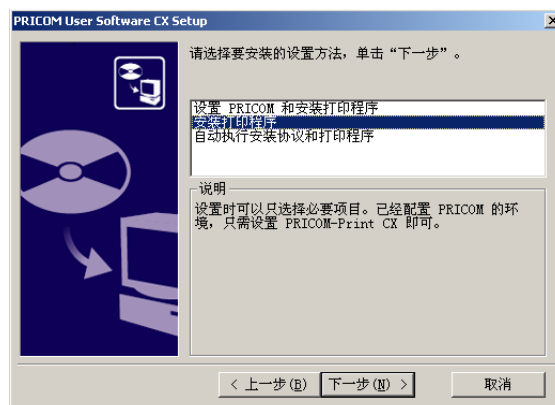 PRICOM User Software CX Setup
请选择要安装的设置方法，单击“下一步”。
设置 PRICOM 和安装打印程序
安装打印程序
自动执行安装协议和打印程序
说明
设置时可以只选择必要项目。已经配置 PRICOM 的环
境，只需设置 PRICOM-Print CX 即可。
< 上一步(B)
下一步(N) >
取消